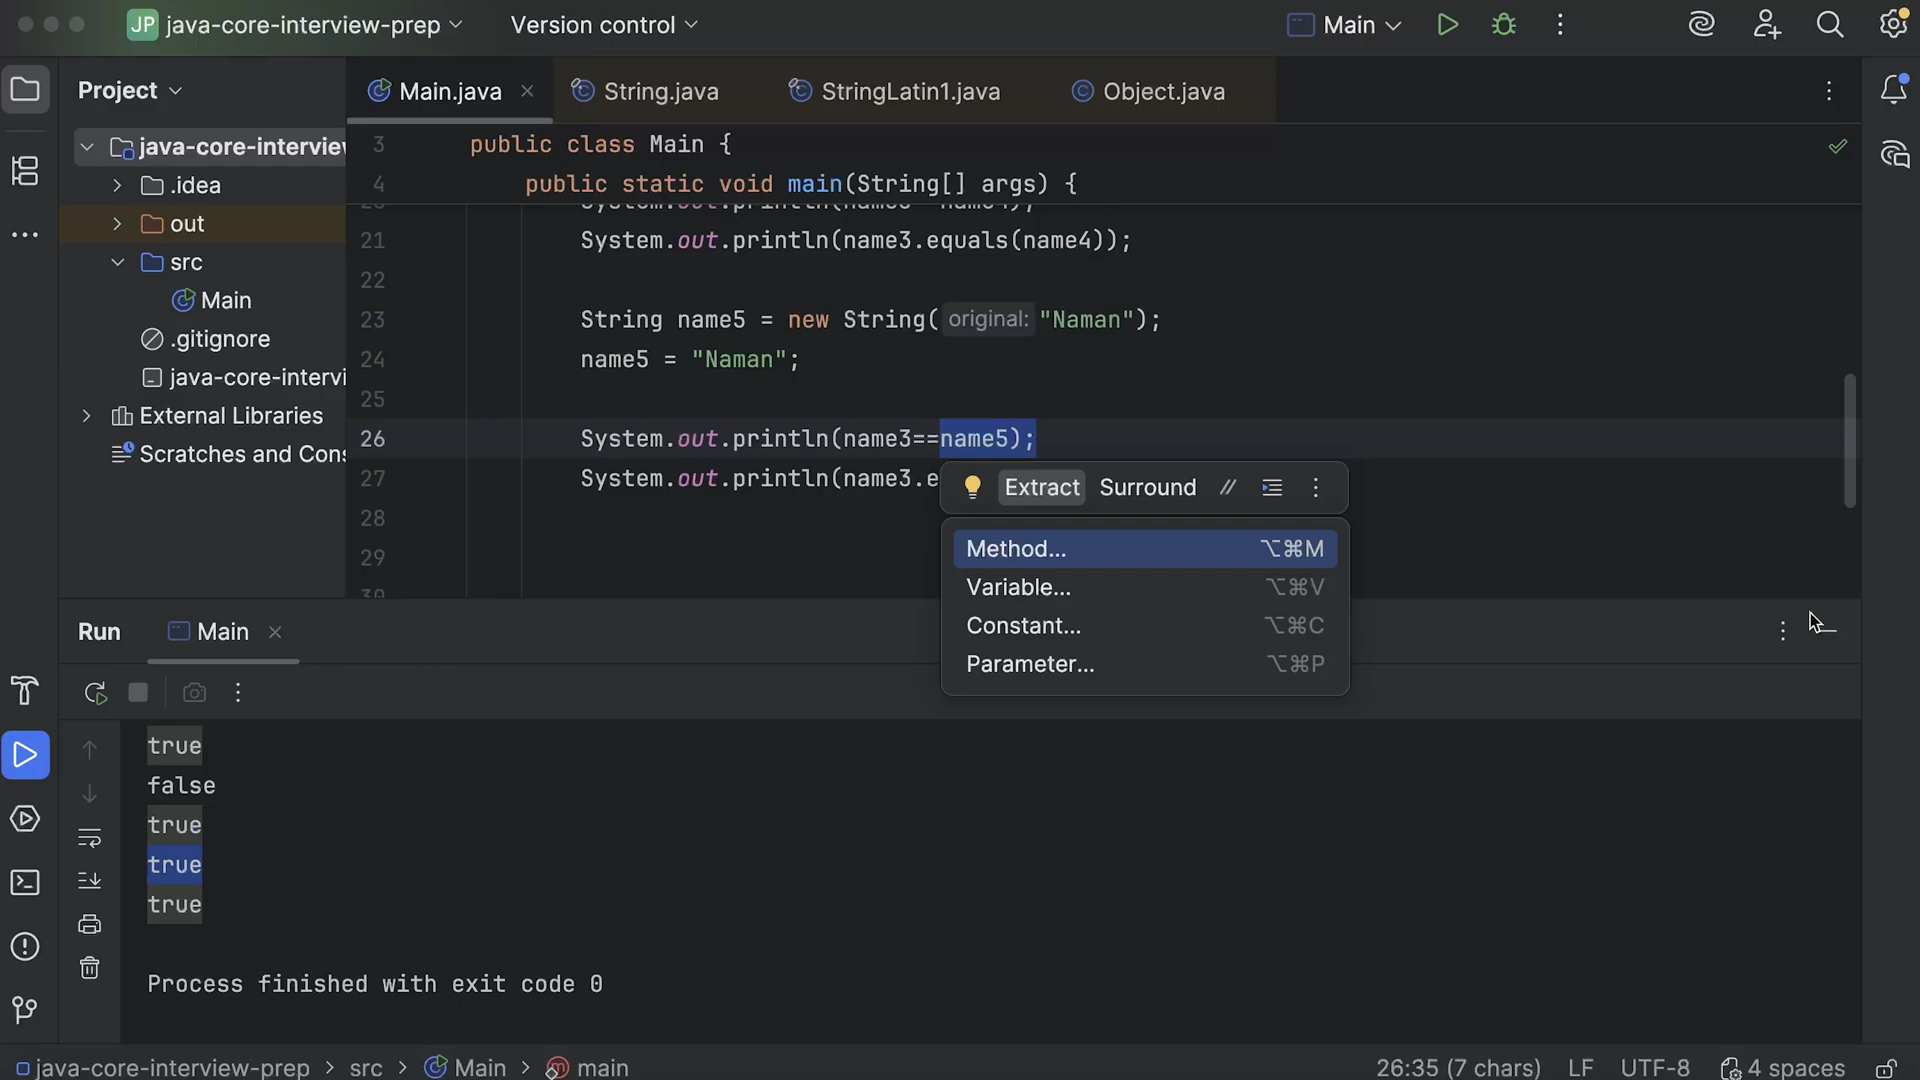 JP java-core-interview-prep Version control Main
Project Main.java String.java StringLatin1.java Object.java
java-core-interview
.idea
out
src
Main
.gitignore
java-core-intervi
External Libraries
Scratches and Cons
3 public class Main {
4 public static void main(String[] args) {
21 System.out.println(name3.equals(name4));
22
23 String name5 = new String( original: "Naman");
24 name5 = "Naman";
25
26 System.out.println(name3==name5);
27 System.out.println(name3.e
28
29
30
Extract Surround //
Method... ⌥⌘M
Variable... ⌥⌘V
Constant... ⌥⌘C
Parameter... ⌥⌘P
Run Main
true
false
true
true
true
Process finished with exit code 0
java-core-interview-prep > src > Main > main 26:35 (7 chars) LF UTF-8 4 spaces